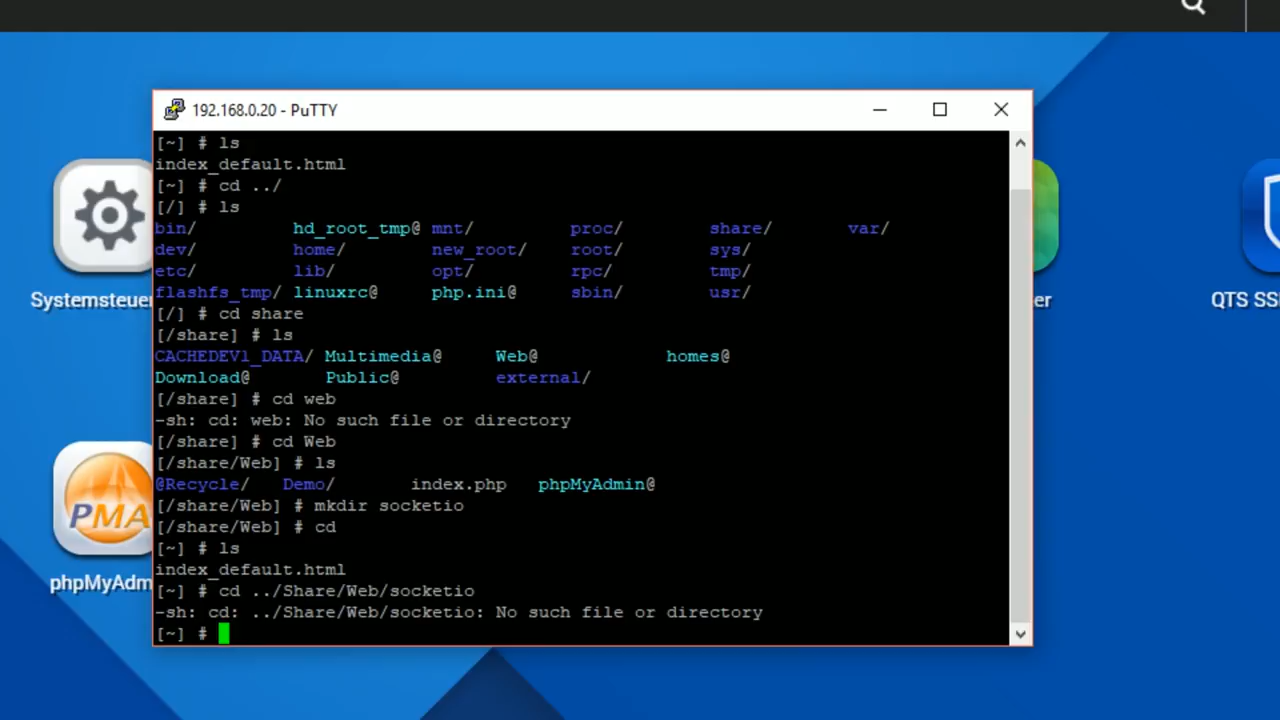 192.168.0.20 - PuTTY
[~] # ls
index_default.html
[~] # cd ../
[/] # ls
bin/ hd_root_tmp@ mnt/ proc/ share/ var/
dev/ home/ new_root/ root/ sys/
etc/ lib/ opt/ rpc/ tmp/
flashfs_tmp/ linuxrc@ php.ini@ sbin/ usr/
[/] # cd share
[/share] # ls
CACHEDEV1_DATA/ Multimedia@ Web@ homes@
Download@ Public@ external/
[/share] # cd web
-sh: cd: web: No such file or directory
[/share] # cd Web
[/share/Web] # ls
@Recycle/ Demo/ index.php phpMyAdmin@
[/share/Web] # mkdir socketio
[/share/Web] # cd
[~] # ls
index_default.html
[~] # cd ../Share/Web/socketio
-sh: cd: ../Share/Web/socketio: No such file or directory
[~] #
Systemsteuer
er
QTS SS
PMA
phpMyAdm